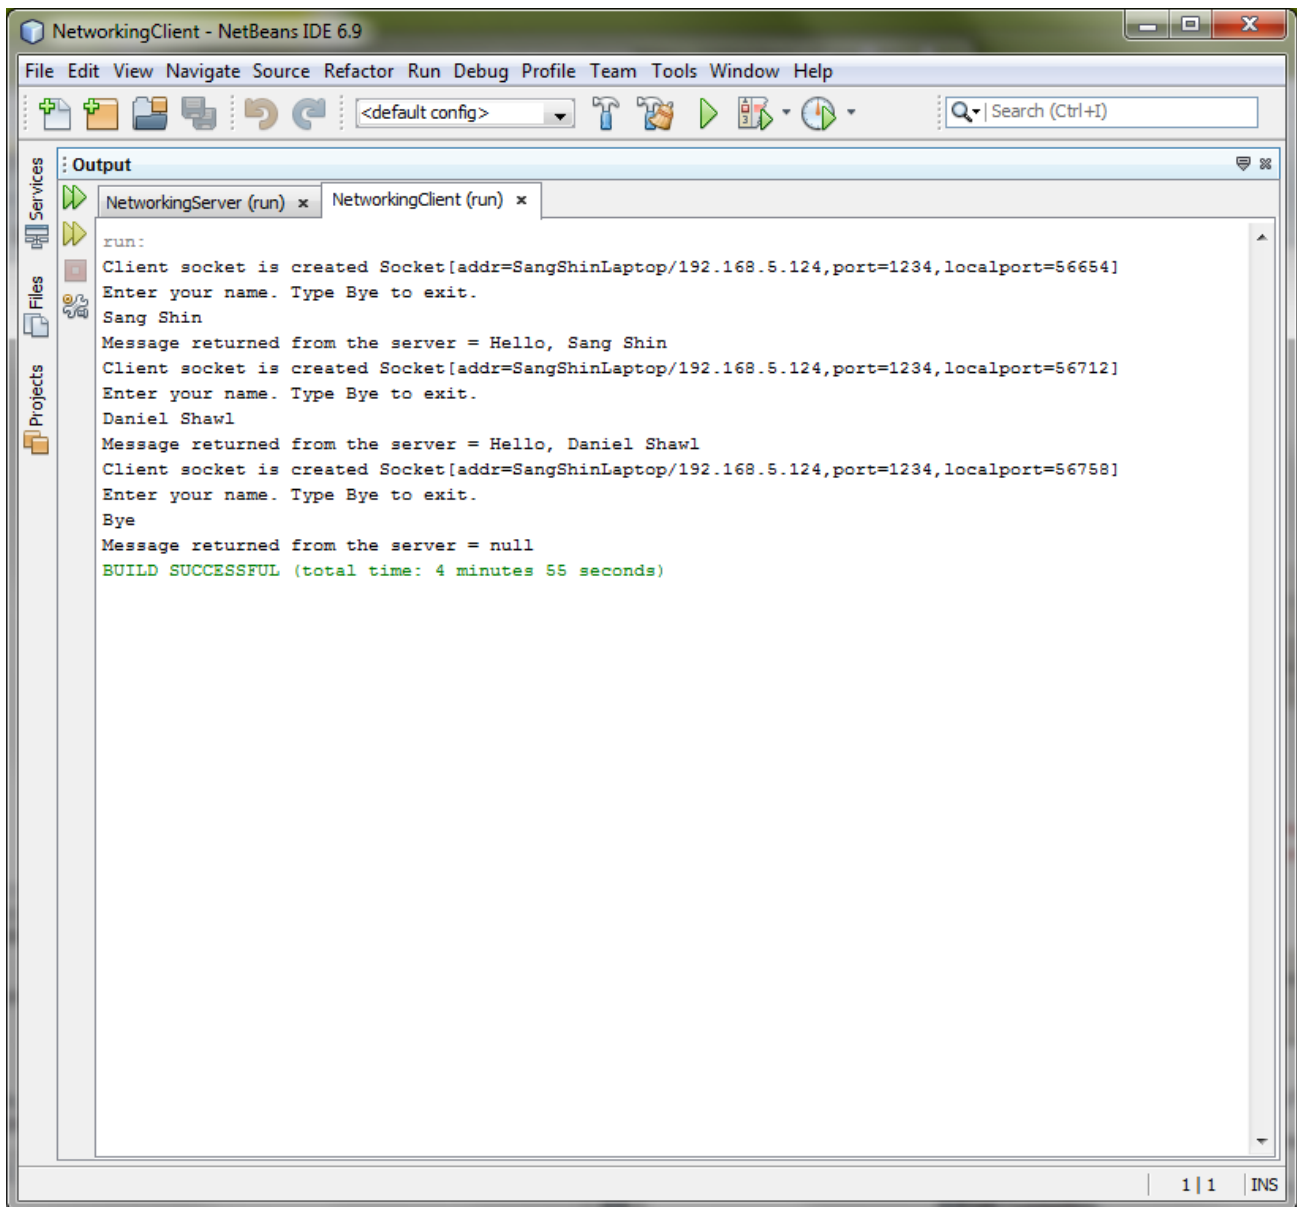 NetworkingClient - NetBeans IDE 6.9
File Edit View Navigate Source Refactor Run Debug Profile Team Tools Window Help
<default config>
Search (Ctrl+I)
Services
Files
Projects
Output
NetworkingServer (run) x NetworkingClient (run) x
run:
Client socket is created Socket[addr=SangShinLaptop/192.168.5.124,port=1234,localport=56654]
Enter your name. Type Bye to exit.
Sang Shin
Message returned from the server = Hello, Sang Shin
Client socket is created Socket[addr=SangShinLaptop/192.168.5.124,port=1234,localport=56712]
Enter your name. Type Bye to exit.
Daniel Shawl
Message returned from the server = Hello, Daniel Shawl
Client socket is created Socket[addr=SangShinLaptop/192.168.5.124,port=1234,localport=56758]
Enter your name. Type Bye to exit.
Bye
Message returned from the server = null
BUILD SUCCESSFUL (total time: 4 minutes 55 seconds)
1 | 1 INS